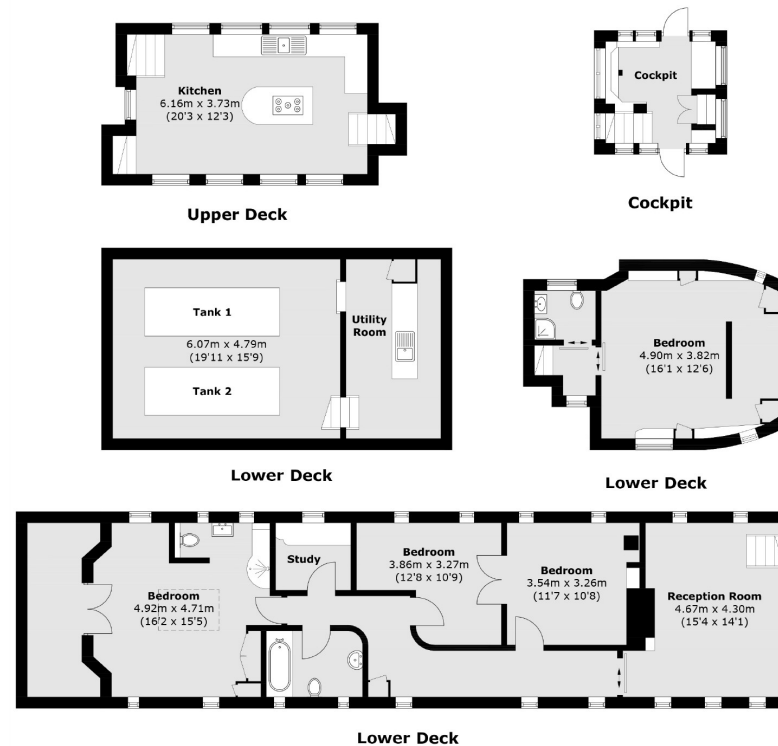 Kitchen
6.16m x 3.73m
(20'3 x 12'3)
Upper Deck
Cockpit
Cockpit
Tank 1
6.07m x 4.79m
(19'11 x 15'9)
Tank 2
Utility
Room
Lower Deck
Bedroom
4.90m x 3.82m
(16'1 x 12'6)
Lower Deck
Bedroom
4.92m x 4.71m
(16'2 x 15'5)
Study
Bedroom
3.86m x 3.27m
(12'8 x 10'9)
Bedroom
3.54m x 3.26m
(11'7 x 10'8)
Reception Room
4.67m x 4.30m
(15'4 x 14'1)
Lower Deck